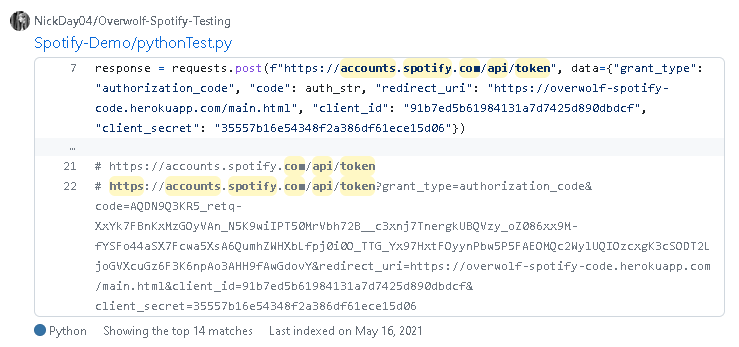 NickDay04/Overwolf-Spotify-Testing
Spotify-Demo/pythonTest.py
7 response = requests.post(f"https://accounts.spotify.com/api/token", data={"grant_type":
"authorization_code", "code": auth_str, "redirect_uri": "https://overwolf-spotify-
code.herokuapp.com/main.html", "client_id": "91b7ed5b61984131a7d7425d890dbdcf",
"client_secret": "35557b16e54348f2a386df61ece15d06"})
…
21 # https://accounts.spotify.com/api/token
22 # https://accounts.spotify.com/api/token?grant_type=authorization_code&
code=AQDN9Q3KR5_retq-
XxYk7FBnKxMzGOyVAn_N5K9wiIPT50MrVbh72B__c3xnj7TnergkUBQVzy_oZ086xx9M-
fYSFo44aSX7Fcwa5XsA6QumhZWHXbLfpj0i0O_TTG_Yx97HxtFOyynPbw5P5FAEOMQc2WylUQIOzcxgK3cSODT2L
joGVXcuGz6F3K6npAo3AHH9fAwGdovY&redirect_uri=https://overwolf-spotify-code.herokuapp.com
/main.html&client_id=91b7ed5b61984131a7d7425d890dbdcf&
client_secret=35557b16e54348f2a386df61ece15d06
Python Showing the top 14 matches Last indexed on May 16, 2021